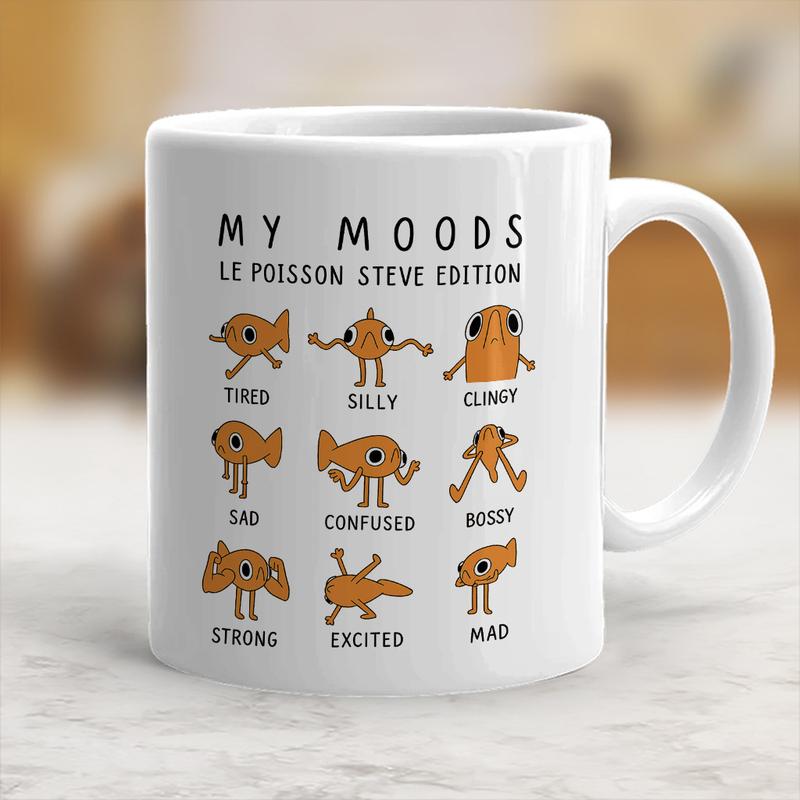 MY MOODS
LE POISSON STEVE EDITION
TIRED SILLY CLINGY
SAD CONFUSED BOSSY
STRONG EXCITED MAD